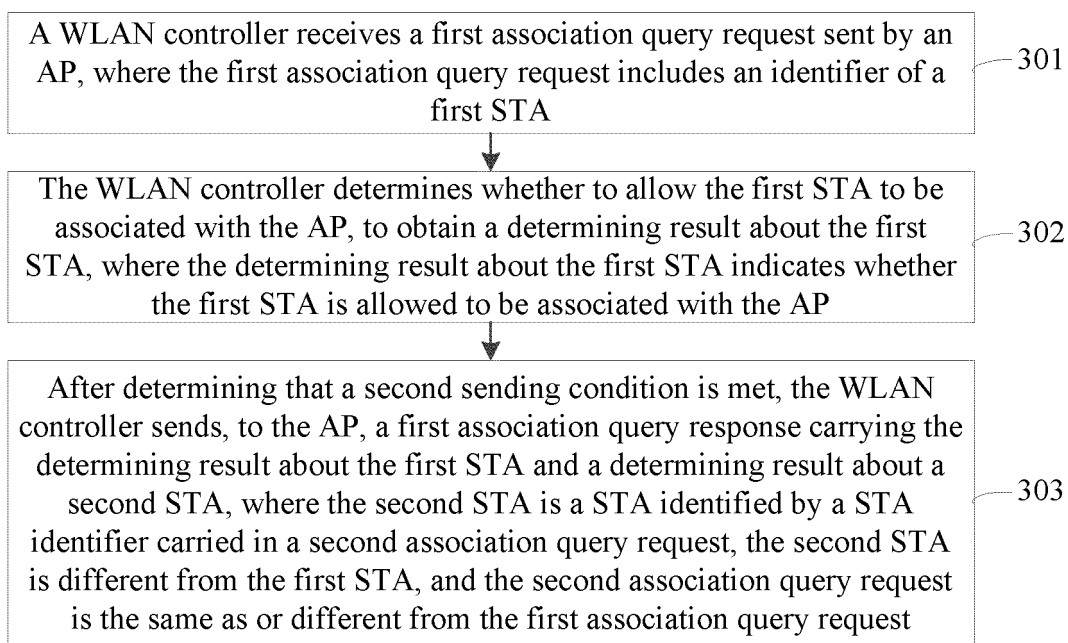 A WLAN controller receives a first association query request sent by an
AP, where the first association query request includes an identifier of a
first STA
301
The WLAN controller determines whether to allow the first STA to be
associated with the AP, to obtain a determining result about the first
STA, where the determining result about the first STA indicates whether
the first STA is allowed to be associated with the AP
302
After determining that a second sending condition is met, the WLAN
controller sends, to the AP, a first association query response carrying the
determining result about the first STA and a determining result about a
second STA, where the second STA is a STA identified by a STA
identifier carried in a second association query request, the second STA
is different from the first STA, and the second association query request
is the same as or different from the first association query request
303